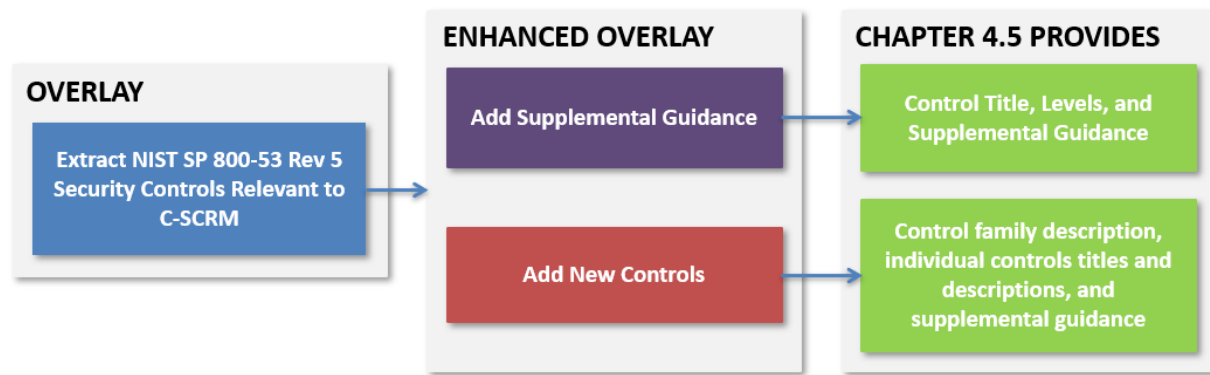 OVERLAY
Extract NIST SP 800-53 Rev 5
Security Controls Relevant to
C-SCRM
ENHANCED OVERLAY
Add Supplemental Guidance
Add New Controls
CHAPTER 4.5 PROVIDES
Control Title, Levels, and
Supplemental Guidance
Control family description,
individual controls titles and
descriptions, and
supplemental guidance